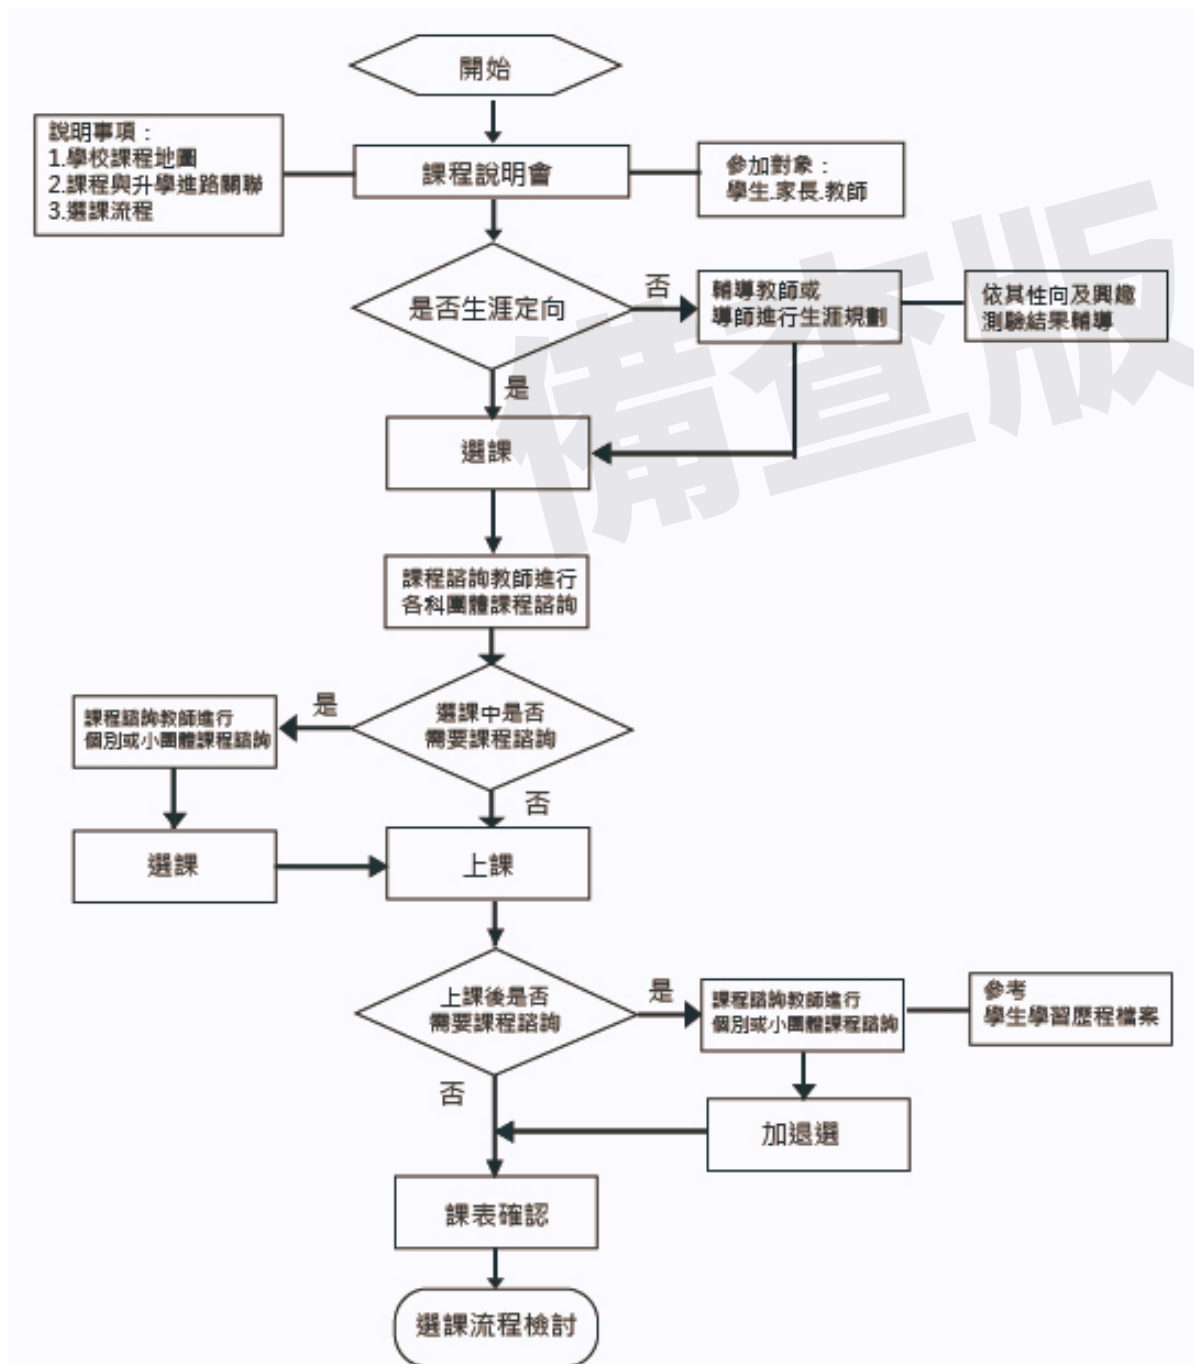 開始
說明事項：
1.學校課程地圖
2.課程與升學進路關聯
3.選課流程
課程說明會
參加對象：
學生.家長.教師
是否生涯定向
否
輔導教師或
導師進行生涯規劃
依其性向及興趣
測驗結果輔導
是
選課
課程諮詢教師進行
各科團體課程諮詢
選課中是否
需要課程諮詢
是
課程諮詢教師進行
個別或小團體課程諮詢
否
選課
上課
上課後是否
需要課程諮詢
是
課程諮詢教師進行
個別或小團體課程諮詢
參考
學生學習歷程檔案
否
加退選
課表確認
選課流程檢討
備查版